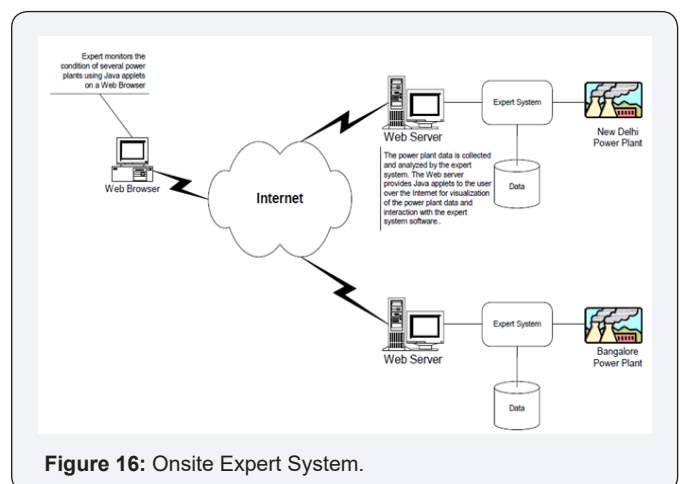 Expert monitors the
condition of several power
plants using Java applets
on a Web Browser
Web Browser
Internet
Web Server
The power plant data is collected
and analyzed by the expert
system. The Web server
provides Java applets to the user
over the Internet for visualization
of the power plant data and
interaction with the expert
system software..
Expert System
Data
New Delhi
Power Plant
Web Server
Expert System
Data
Bangalore
Power Plant
Figure 16: Onsite Expert System.